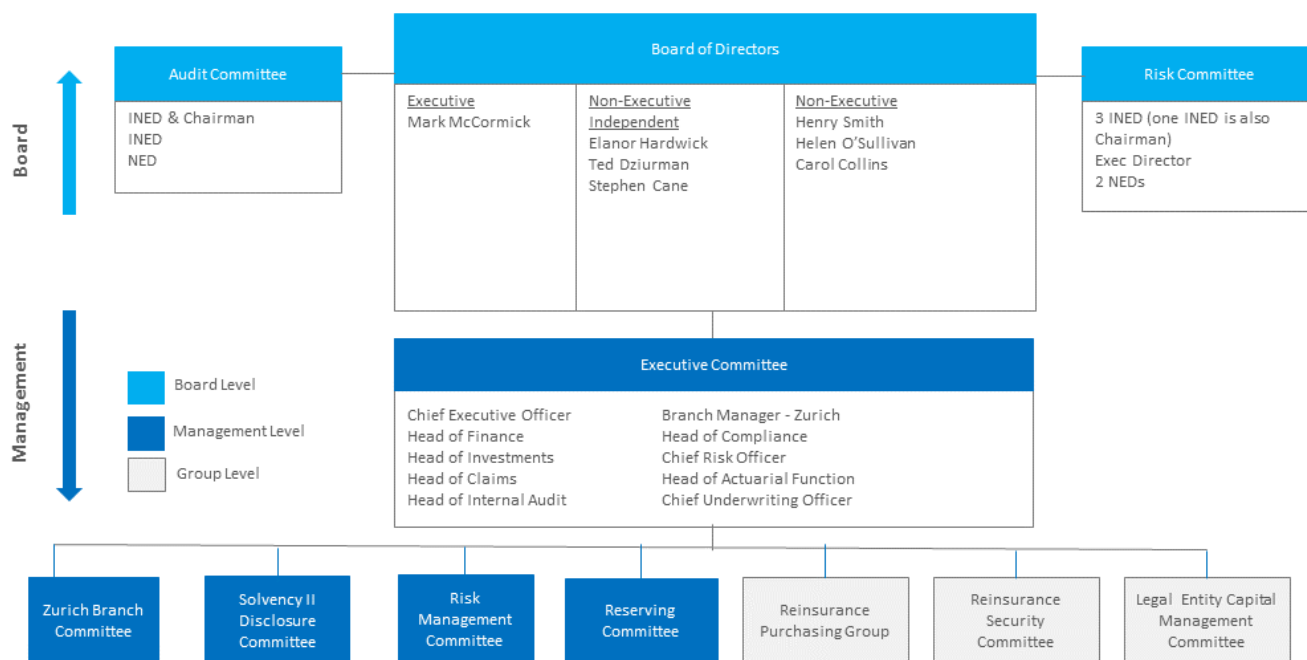 Board
Audit Committee
INED & Chairman
INED
NED
Board of Directors
Executive
Mark McCormick
Non-Executive
Independent
Elanor Hardwick
Ted Dziurman
Stephen Cane
Non-Executive
Henry Smith
Helen O'Sullivan
Carol Collins
Risk Committee
3 INED (one INED is also
Chairman)
Exec Director
2 NEDs
Management
Board Level
Management Level
Group Level
Executive Committee
Chief Executive Officer
Head of Finance
Head of Investments
Head of Claims
Head of Internal Audit
Branch Manager - Zurich
Head of Compliance
Chief Risk Officer
Head of Actuarial Function
Chief Underwriting Officer
Zurich Branch
Committee
Solvency II
Disclosure
Committee
Risk
Management
Committee
Reserving
Committee
Reinsurance
Purchasing Group
Reinsurance
Security
Committee
Legal Entity Capital
Management
Committee